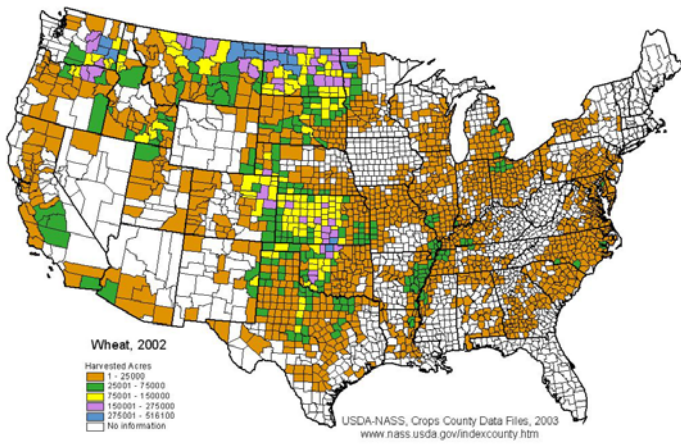 Wheat, 2002
Harvested Acres
1 - 25000
25001 - 75000
75001 - 150000
150001 - 275000
275001 - 516100
No information
USDA-NASS, Crops County Data Files, 2003
www.nass.usda.gov/indexcounty.htm